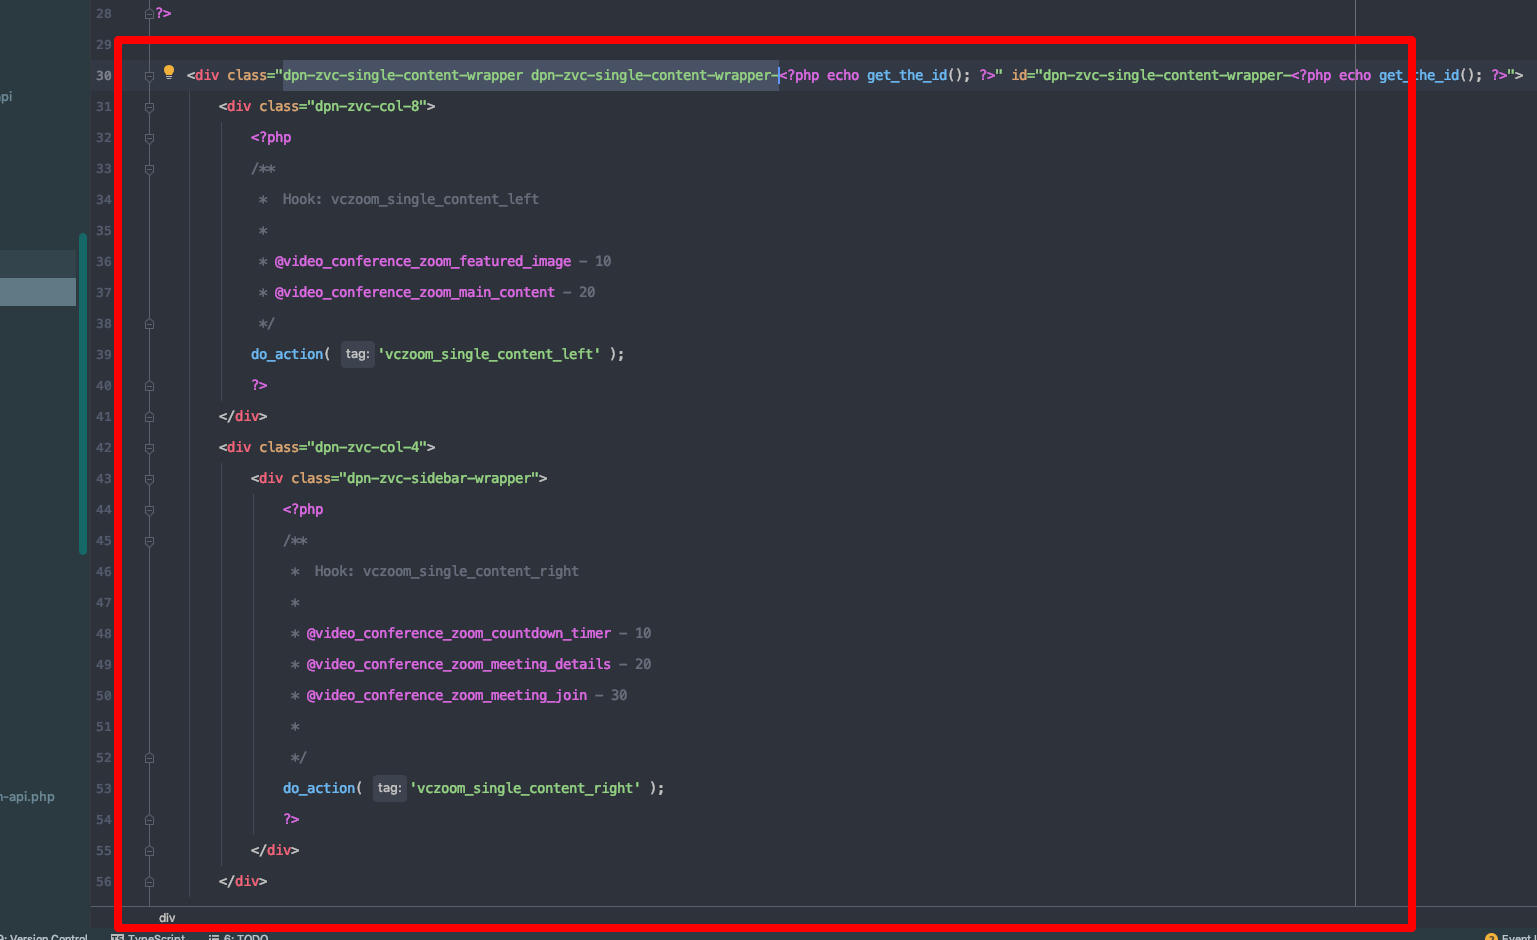 28 ?>
29
30 <div class="dpn-zvc-single-content-wrapper dpn-zvc-single-content-wrapper-<?php echo get_the_id(); ?>" id="dpn-zvc-single-content-wrapper-<?php echo get_the_id(); ?>">
pi
31 <div class="dpn-zvc-col-8">
32 <?php
33 /**
34 * Hook: vczoom_single_content_left
35 *
36 * @video_conference_zoom_featured_image - 10
37 * @video_conference_zoom_main_content - 20
38 */
39 do_action( tag: 'vczoom_single_content_left' );
40 ?>
41 </div>
42 <div class="dpn-zvc-col-4">
43 <div class="dpn-zvc-sidebar-wrapper">
44 <?php
45 /**
46 * Hook: vczoom_single_content_right
47 *
48 * @video_conference_zoom_countdown_timer - 10
49 * @video_conference_zoom_meeting_details - 20
50 * @video_conference_zoom_meeting_join - 30
51 *
52 */
53 do_action( tag: 'vczoom_single_content_right' );
-api.php
54 ?>
55 </div>
56 </div>
div
9: Version Control TS TypeScript 6: TODO 2 Event